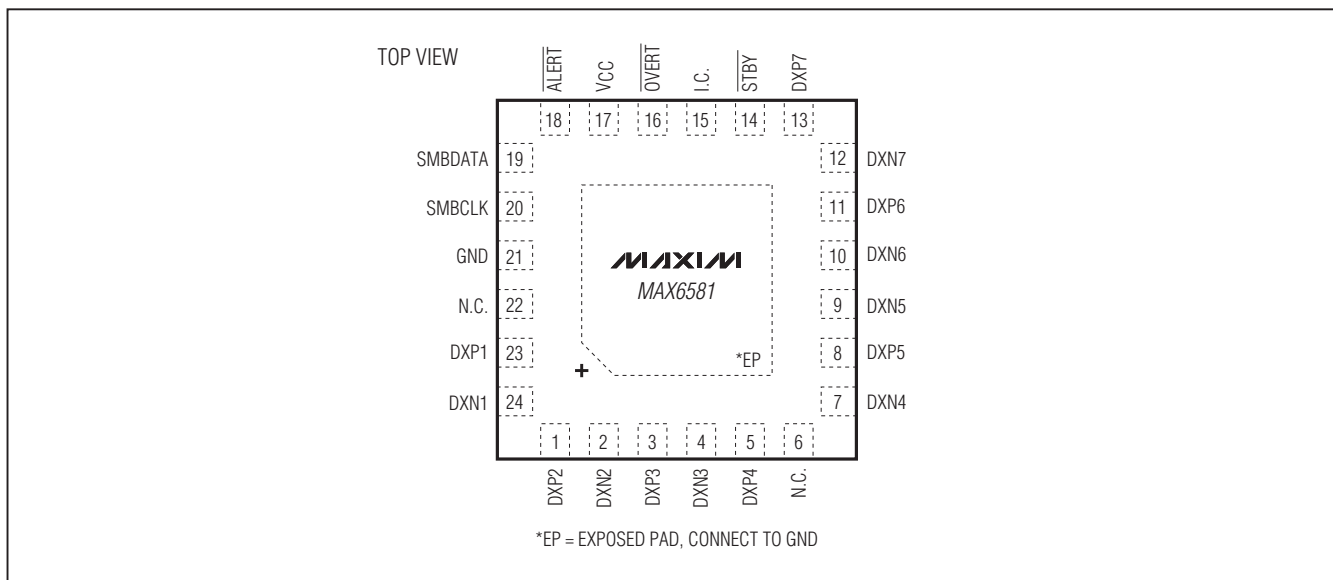 TOP VIEW
ALERT
VCC
OVERT
I.C.
STBY
DXP7
18
17
16
15
14
13
SMBDATA 19
12 DXN7
SMBCLK 20
11 DXP6
GND 21
10 DXN6
N.C. 22
9 DXN5
DXP1 23
8 DXP5
DXN1 24
7 DXN4
MAXIM
MAX6581
*EP
+
1
2
3
4
5
6
DXP2
DXN2
DXP3
DXN3
DXP4
N.C.
*EP = EXPOSED PAD, CONNECT TO GND